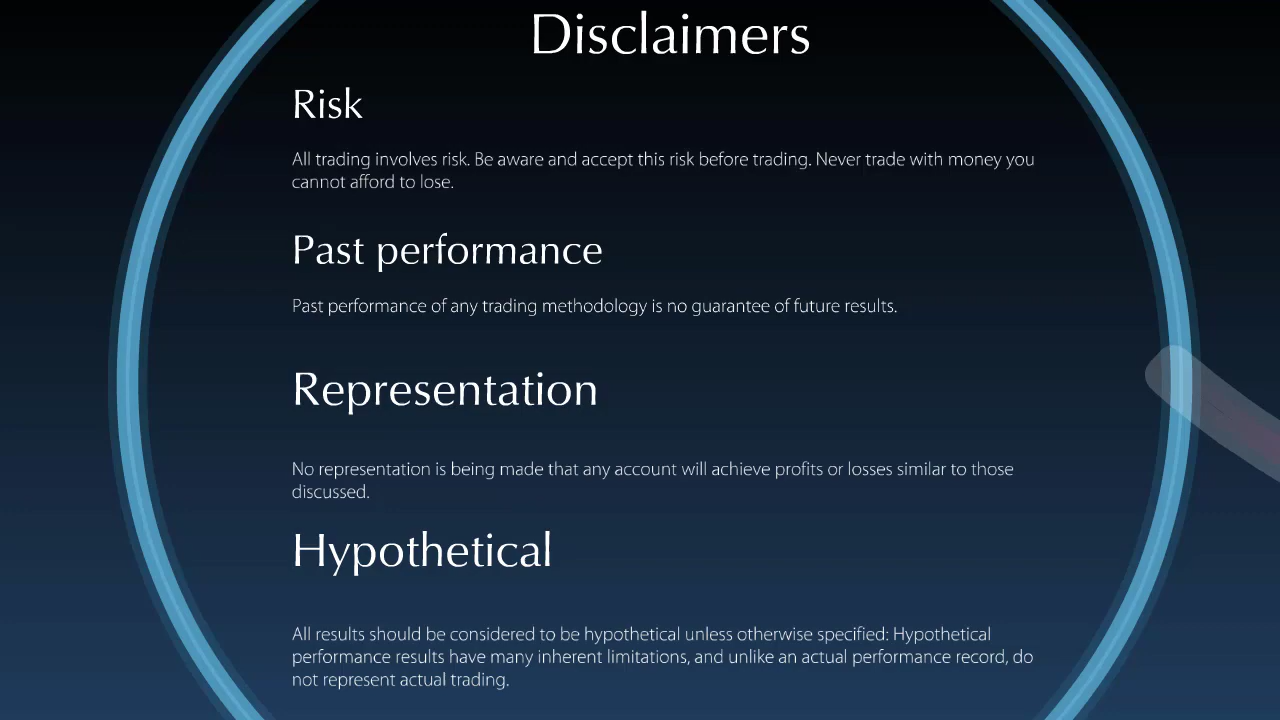 Disclaimers
Risk
All trading involves risk. Be aware and accept this risk before trading. Never trade with money you
cannot afford to lose.
Past performance
Past performance of any trading methodology is no guarantee of future results.
Representation
No representation is being made that any account will achieve profits or losses similar to those
discussed.
Hypothetical
All results should be considered to be hypothetical unless otherwise specified: Hypothetical
performance results have many inherent limitations, and unlike an actual performance record, do
not represent actual trading.